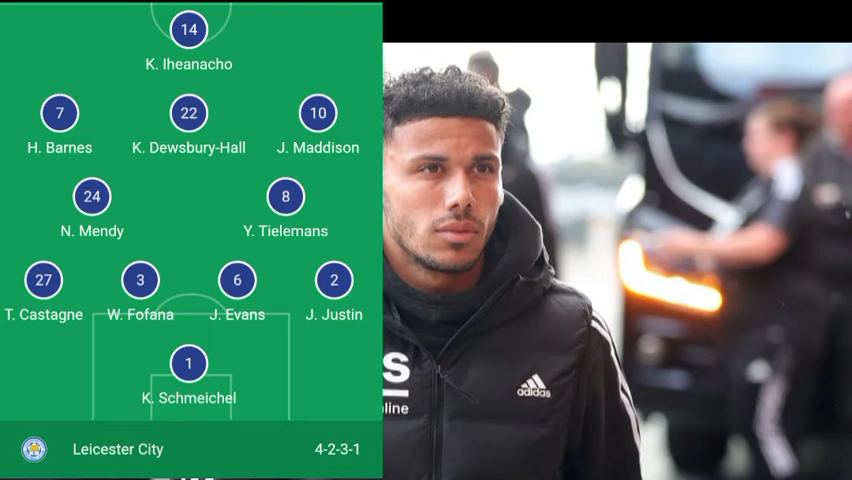 14
K. Iheanacho
7 22 10
H. Barnes K. Dewsbury-Hall J. Maddison
24 8
N. Mendy Y. Tielemans
27 3 6 2
T. Castagne W. Fofana J. Evans J. Justin
1
K. Schmeichel
Leicester City 4-2-3-1
adidas